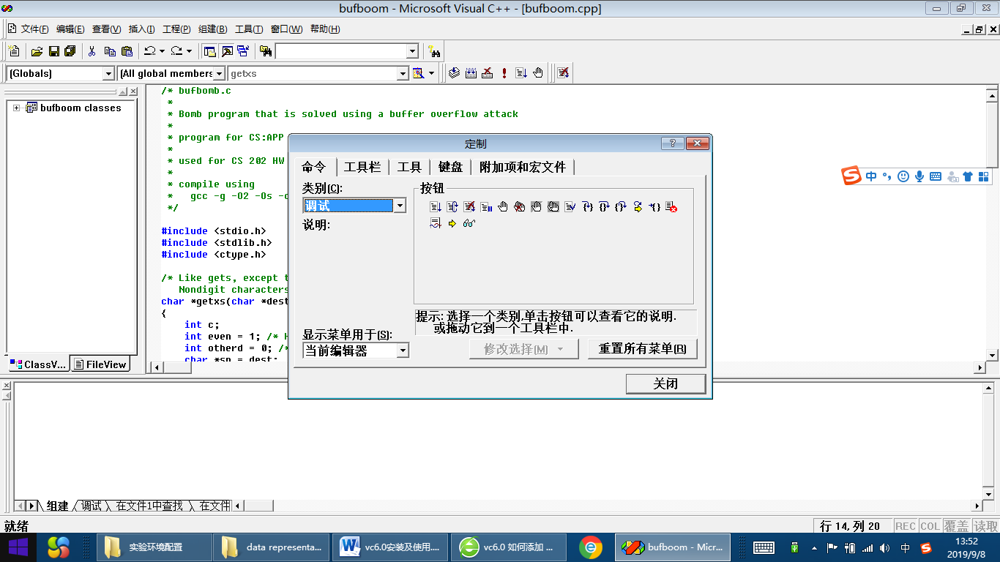 bufboom - Microsoft Visual C++ - [bufboom.cpp]
文件(F) 编辑(E) 查看(V) 插入(I) 工程(P) 组建(B) 工具(T) 窗口(W) 帮助(H)
(Globals) (All global members getxs
bufboom classes
/* bufbomb.c
*
* Bomb program that is solved using a buffer overflow attack
*
* program for CS:APP
*
* used for CS 202 HW
*
* compile using
* gcc -g -O2 -Os -
*/
#include <stdio.h>
#include <stdlib.h>
#include <ctype.h>
/* Like gets, except t
Nondigit characters
char *getxs(char *dest
{
int c;
int even = 1; /* H
int otherd = 0; /*
char *sp = dest;
ClassV... FileView
定制
命令 工具栏 工具 键盘 附加项和宏文件
类别(C):
调试
说明:
按钮
提示: 选择一个类别,单击按钮可以查看它的说明.
或拖动它到一个工具栏中.
显示菜单用于(S):
当前编辑器
修改选择(M) 重置所有菜单(R)
关闭
中
组建 调试 在文件1中查找 在文件
就绪
行 14, 列 20 REC COL 覆盖 读取
实验环境配置 data representa... vc6.0安装及使用.... vc6.0 如何添加 ... bufboom - Micr...
中
13:52
2019/9/8